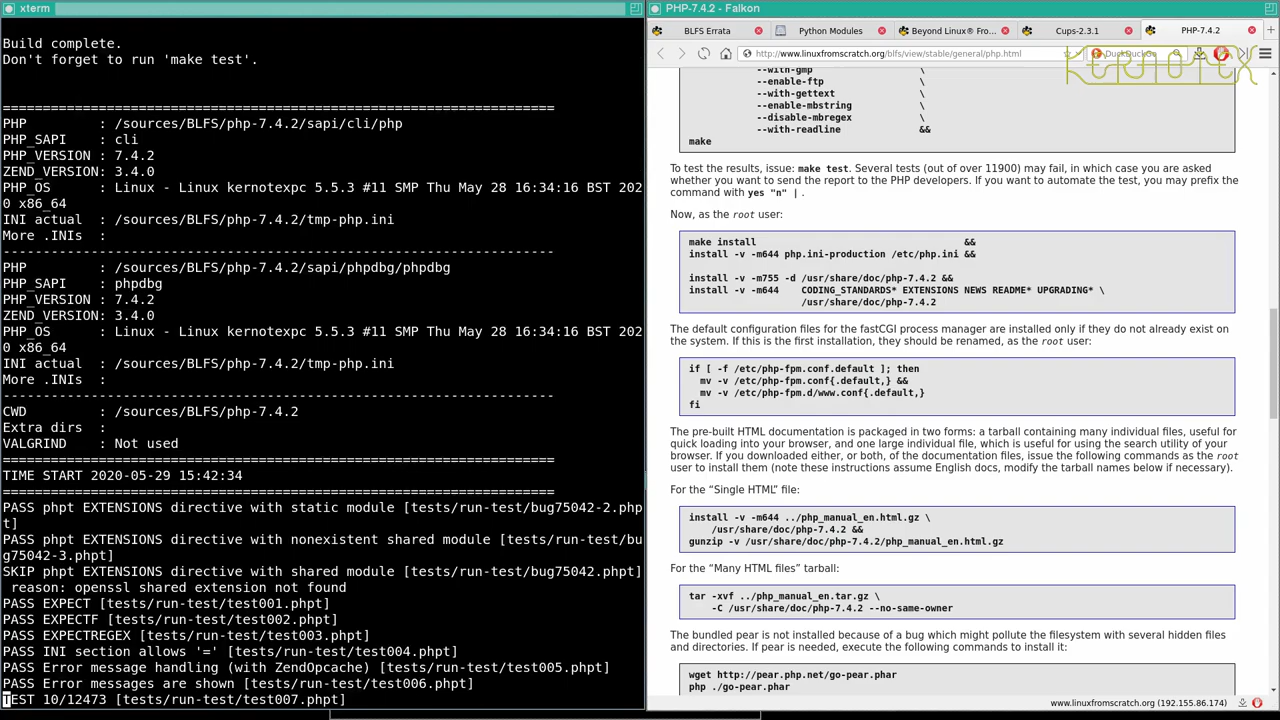 xterm
Build complete.
Don't forget to run 'make test'.
=====================================================================
PHP         : /sources/BLFS/php-7.4.2/sapi/cli/php
PHP_SAPI    : cli
PHP_VERSION : 7.4.2
ZEND_VERSION: 3.4.0
PHP_OS      : Linux - Linux kernotexpc 5.5.3 #11 SMP Thu May 28 16:34:16 BST 202
0 x86_64
INI actual  : /sources/BLFS/php-7.4.2/tmp-php.ini
More .INIs  :
---------------------------------------------------------------------
PHP         : /sources/BLFS/php-7.4.2/sapi/phpdbg/phpdbg
PHP_SAPI    : phpdbg
PHP_VERSION : 7.4.2
ZEND_VERSION: 3.4.0
PHP_OS      : Linux - Linux kernotexpc 5.5.3 #11 SMP Thu May 28 16:34:16 BST 202
0 x86_64
INI actual  : /sources/BLFS/php-7.4.2/tmp-php.ini
More .INIs  :
---------------------------------------------------------------------
CWD         : /sources/BLFS/php-7.4.2
Extra dirs  :
VALGRIND    : Not used
=====================================================================
TIME START 2020-05-29 15:42:34
=====================================================================
PASS phpt EXTENSIONS directive with static module [tests/run-test/bug75042-2.php
t]
PASS phpt EXTENSIONS directive with nonexistent shared module [tests/run-test/bu
g75042-3.phpt]
SKIP phpt EXTENSIONS directive with shared module [tests/run-test/bug75042.phpt]
 reason: openssl shared extension not found
PASS EXPECT [tests/run-test/test001.phpt]
PASS EXPECTF [tests/run-test/test002.phpt]
PASS EXPECTREGEX [tests/run-test/test003.phpt]
PASS INI section allows '=' [tests/run-test/test004.phpt]
PASS Error message handling (with ZendOpcache) [tests/run-test/test005.phpt]
PASS Error messages are shown [tests/run-test/test006.phpt]
TEST 10/12473 [tests/run-test/test007.phpt]
PHP-7.4.2 - Falkon
BLFS Errata
Python Modules
Beyond Linux® Fro...
Cups-2.3.1
PHP-7.4.2
http://www.linuxfromscratch.org/blfs/view/stable/general/php.html
DuckDuckGo
KERNOTEX
--with-gmp \
--enable-ftp \
--with-gettext \
--enable-mbstring \
--disable-mbregex \
--with-readline &&
make
To test the results, issue: make test. Several tests (out of over 11900) may fail, in which case you are asked
whether you want to send the report to the PHP developers. If you want to automate the test, you may prefix the
command with yes "n" | .
Now, as the root user:
make install &&
install -v -m644 php.ini-production /etc/php.ini &&
install -v -m755 -d /usr/share/doc/php-7.4.2 &&
install -v -m644    CODING_STANDARDS* EXTENSIONS NEWS README* UPGRADING* \
/usr/share/doc/php-7.4.2
The default configuration files for the fastCGI process manager are installed only if they do not already exist on
the system. If this is the first installation, they should be renamed, as the root user:
if [ -f /etc/php-fpm.conf.default ]; then
mv -v /etc/php-fpm.conf{.default,} &&
mv -v /etc/php-fpm.d/www.conf{.default,}
fi
The pre-built HTML documentation is packaged in two forms: a tarball containing many individual files, useful for
quick loading into your browser, and one large individual file, which is useful for using the search utility of your
browser. If you downloaded either, or both, of the documentation files, issue the following commands as the root
user to install them (note these instructions assume English docs, modify the tarball names below if necessary).
For the “Single HTML” file:
install -v -m644 ../php_manual_en.html.gz \
/usr/share/doc/php-7.4.2 &&
gunzip -v /usr/share/doc/php-7.4.2/php_manual_en.html.gz
For the “Many HTML files” tarball:
tar -xvf ../php_manual_en.tar.gz \
-C /usr/share/doc/php-7.4.2 --no-same-owner
The bundled pear is not installed because of a bug which might pollute the filesystem with several hidden files
and directories. If pear is needed, execute the following commands to install it:
wget http://pear.php.net/go-pear.phar
php ./go-pear.phar
www.linuxfromscratch.org (192.155.86.174)